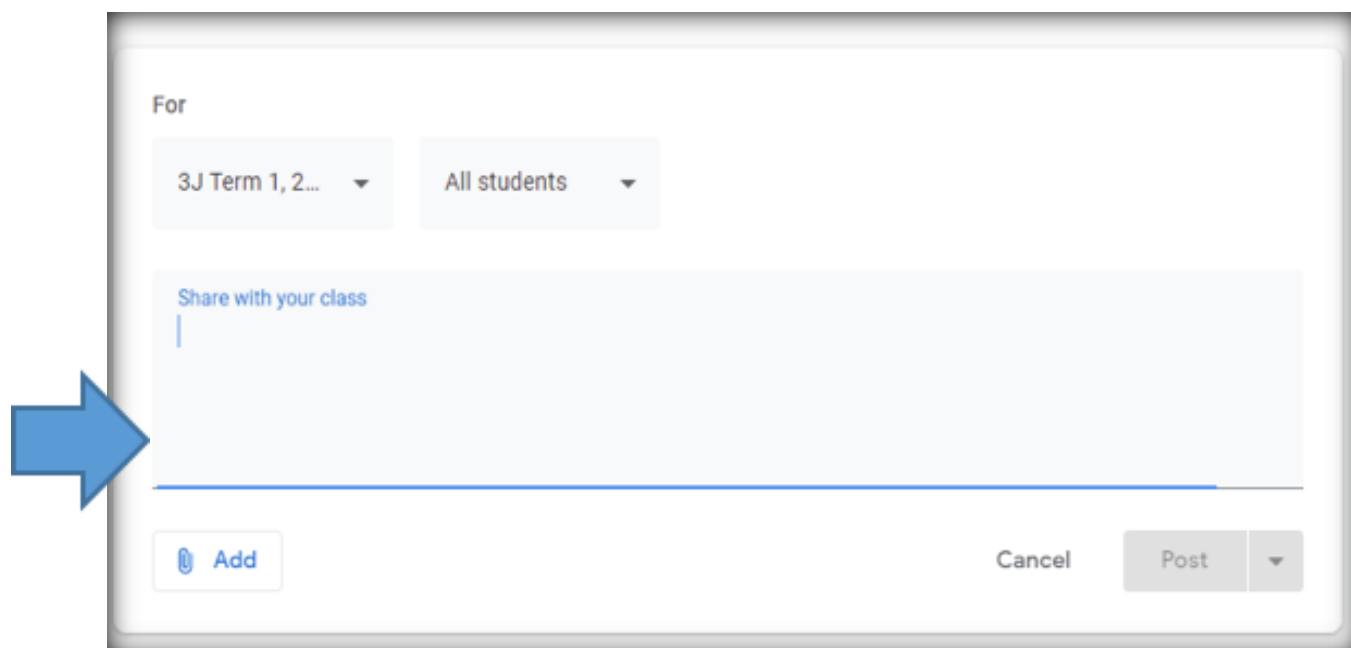 For
3J Term 1, 2... All students
Share with your class
Add Cancel Post